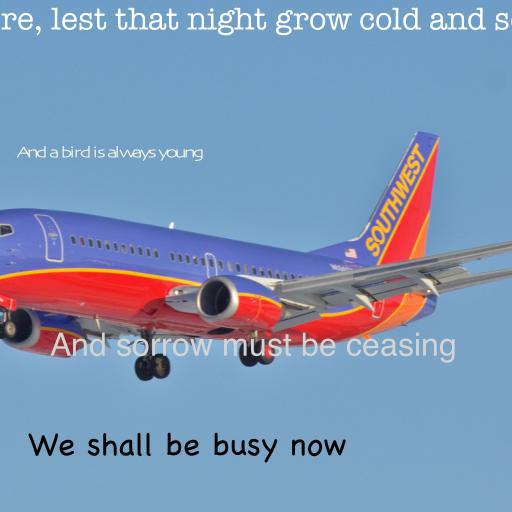 re, lest that night grow cold and s
And a bird is always young
SOUTHWEST
And sorrow must be ceasing
We shall be busy now